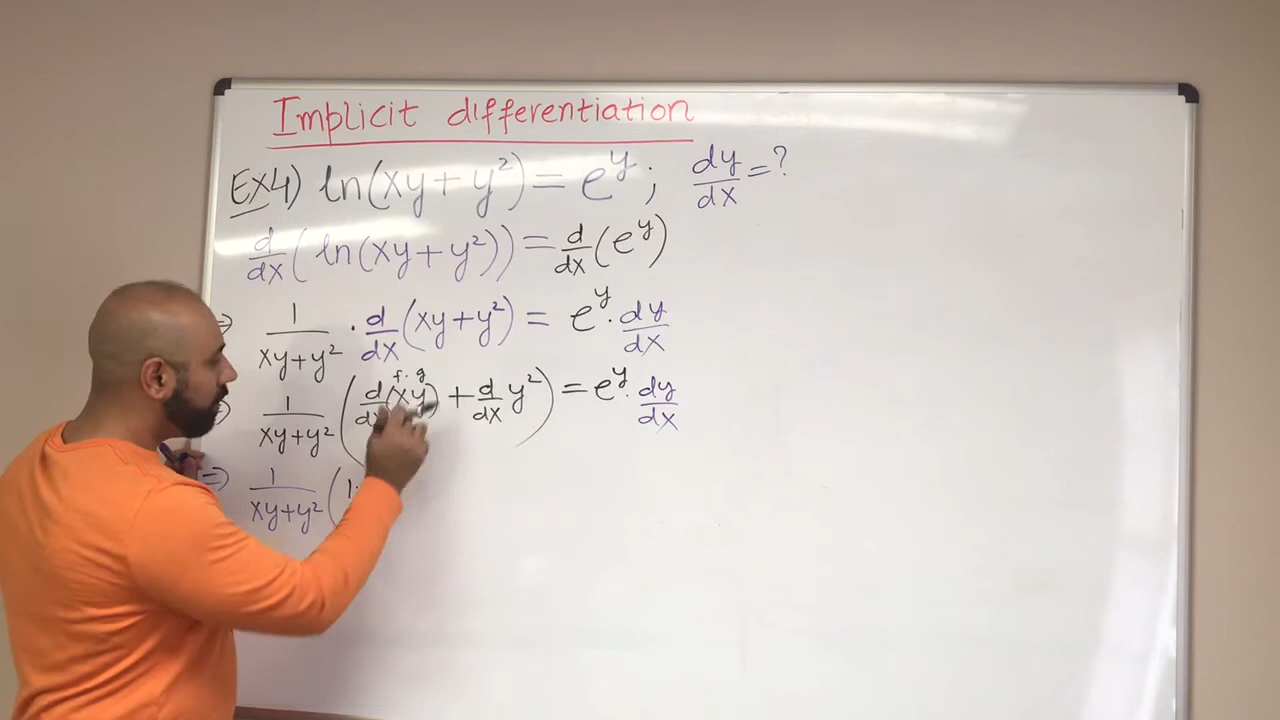 Implicit differentiation
EX4) ln(xy+y²)=e^y; dy/dx=?
d/dx(ln(xy+y²))=d/dx(e^y)
⇒ 1/(xy+y²) · d/dx(xy+y²) = e^y · dy/dx
f·g
⇒ 1/(xy+y²) (d/dx(xy) + d/dx y²) = e^y · dy/dx
⇒ 1/(xy+y²) (1·